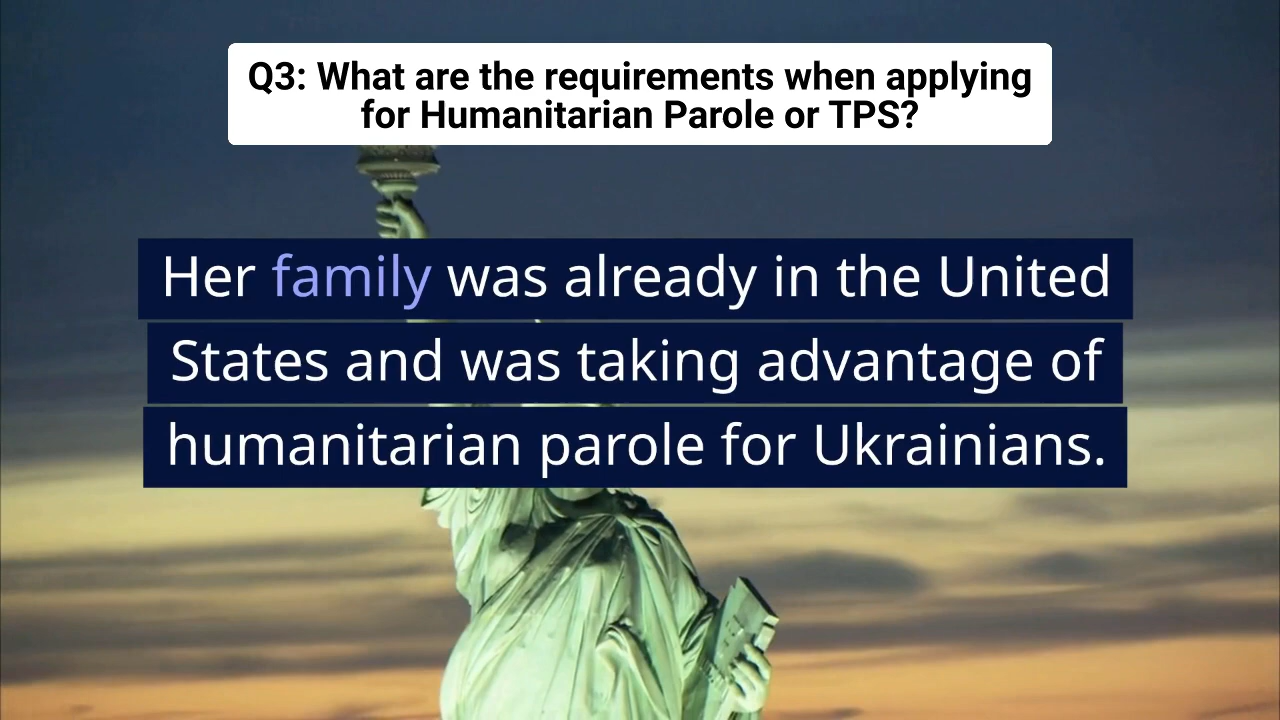 Q3: What are the requirements when applying
for Humanitarian Parole or TPS?
Her family was already in the United
States and was taking advantage of
humanitarian parole for Ukrainians.